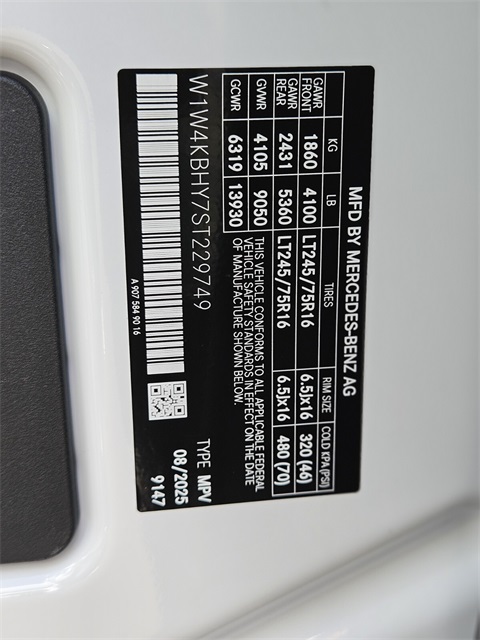 MFD BY MERCEDES-BENZ AG
KG LB TIRES RIM SIZE COLD KPA (PSI)
GAWR FRONT 1860 4100 LT245/75R16 6.5Jx16 320 (46)
GAWR REAR 2431 5360 LT245/75R16 6.5Jx16 480 (70)
GVWR 4105 9050
GCWR 6319 13930
THIS VEHICLE CONFORMS TO ALL APPLICABLE FEDERAL
VEHICLE SAFETY STANDARDS IN EFFECT ON THE DATE
OF MANUFACTURE SHOWN ABOVE.
W1W4KBHY7ST229749
TYPE MPV
08/2025
9147
A 907 584 90 16